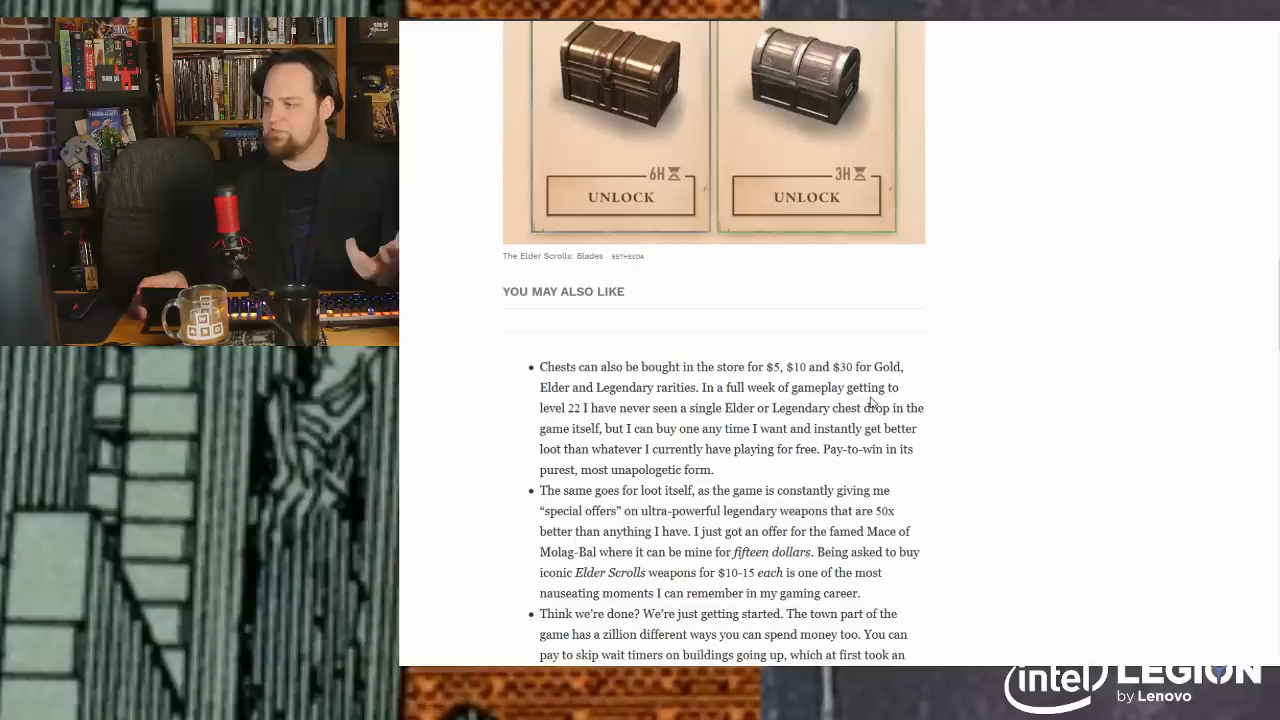 6H
UNLOCK
3H
UNLOCK
The Elder Scrolls: Blades BETHESDA
YOU MAY ALSO LIKE
• Chests can also be bought in the store for $5, $10 and $30 for Gold,
Elder and Legendary rarities. In a full week of gameplay getting to
level 22 I have never seen a single Elder or Legendary chest drop in the
game itself, but I can buy one any time I want and instantly get better
loot than whatever I currently have playing for free. Pay-to-win in its
purest, most unapologetic form.
• The same goes for loot itself, as the game is constantly giving me
“special offers” on ultra-powerful legendary weapons that are 50x
better than anything I have. I just got an offer for the famed Mace of
Molag-Bal where it can be mine for fifteen dollars. Being asked to buy
iconic Elder Scrolls weapons for $10-15 each is one of the most
nauseating moments I can remember in my gaming career.
• Think we’re done? We’re just getting started. The town part of the
game has a zillion different ways you can spend money too. You can
pay to skip wait timers on buildings going up, which at first took an
intel LEGION
by Lenovo